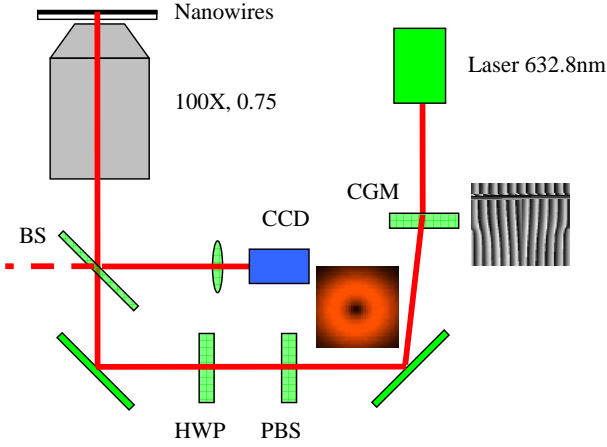 Nanowires
Laser 632.8nm
100X, 0.75
CGM
CCD
BS
HWP
PBS